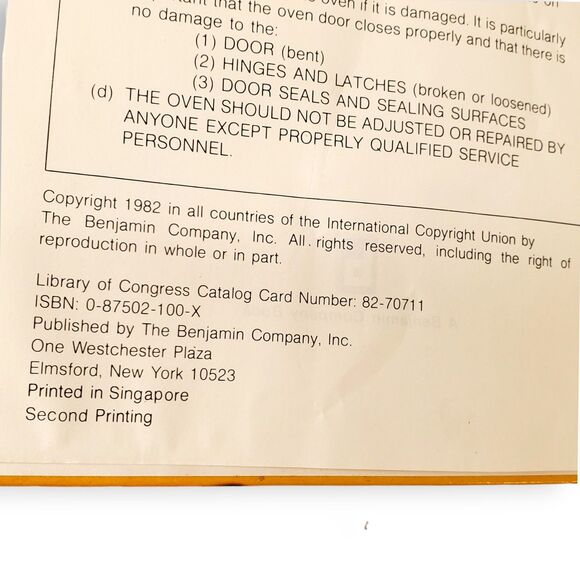 oven if it is damaged. It is particularly
that the oven door closes properly and that there is
no damage to the:
(1) DOOR (bent)
(2) HINGES AND LATCHES (broken or loosened)
(3) DOOR SEALS AND SEALING SURFACES
(d) THE OVEN SHOULD NOT BE ADJUSTED OR REPAIRED BY
ANYONE EXCEPT PROPERLY QUALIFIED SERVICE
PERSONNEL.
Copyright 1982 in all countries of the International Copyright Union by
The Benjamin Company, Inc. All rights reserved, including the right of
reproduction in whole or in part.
Library of Congress Catalog Card Number: 82-70711
ISBN: 0-87502-100-X
Published by The Benjamin Company, Inc.
One Westchester Plaza
Elmsford, New York 10523
Printed in Singapore
Second Printing